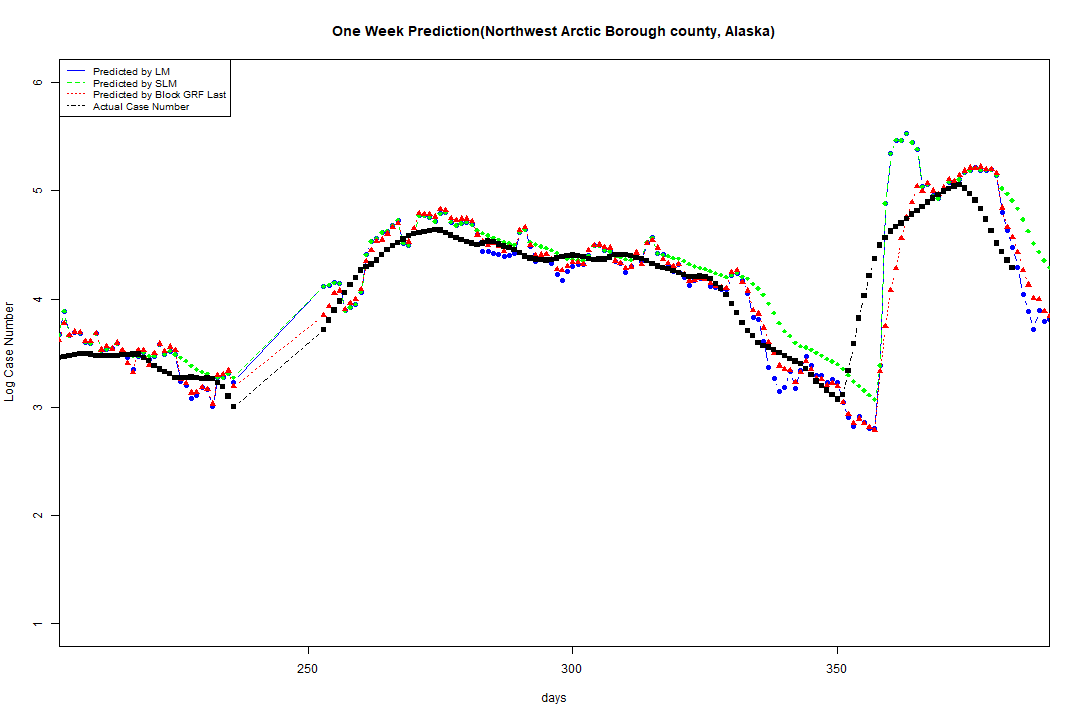 One Week Prediction(Northwest Arctic Borough county, Alaska)
Predicted by LM
Predicted by SLM
Predicted by Block GRF Last
Actual Case Number
Log Case Number
6
5
4
3
2
1
250 300 350
days